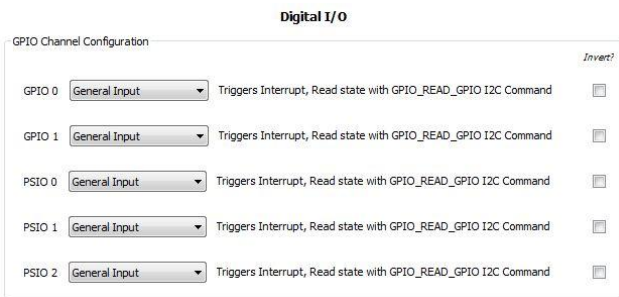 Digital I/O
GPIO Channel Configuration
Invert?
GPIO 0 General Input Triggers Interrupt, Read state with GPIO_READ_GPIO I2C Command
GPIO 1 General Input Triggers Interrupt, Read state with GPIO_READ_GPIO I2C Command
PSIO 0 General Input Triggers Interrupt, Read state with GPIO_READ_GPIO I2C Command
PSIO 1 General Input Triggers Interrupt, Read state with GPIO_READ_GPIO I2C Command
PSIO 2 General Input Triggers Interrupt, Read state with GPIO_READ_GPIO I2C Command